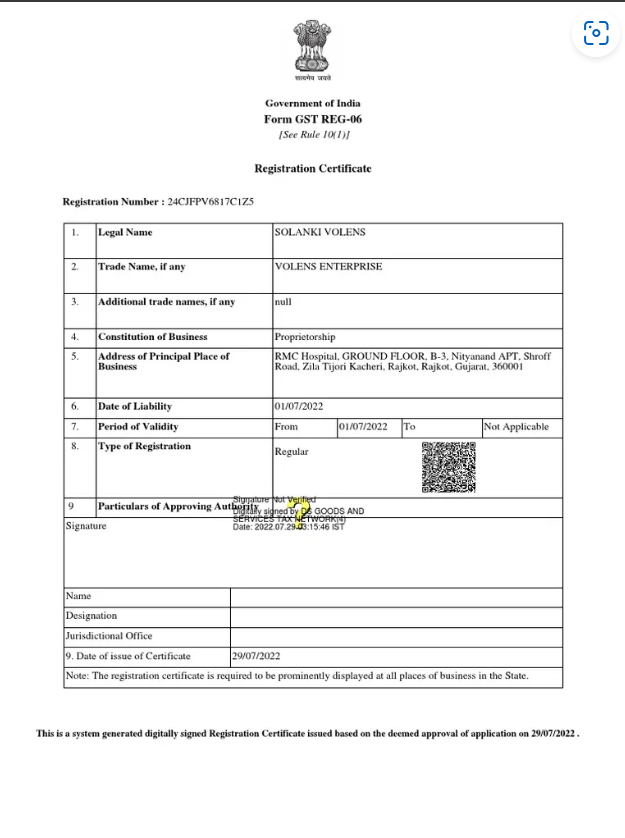 सत्यमेव जयते
Government of India
Form GST REG-06
[See Rule 10(1)]
Registration Certificate
Registration Number : 24CJFPV6817C1Z5
1. Legal Name SOLANKI VOLENS
2. Trade Name, if any VOLENS ENTERPRISE
3. Additional trade names, if any null
4. Constitution of Business Proprietorship
5. Address of Principal Place of Business RMC Hospital, GROUND FLOOR, B-3, Nityanand APT, Shroff Road, Zila Tijori Kacheri, Rajkot, Rajkot, Gujarat, 360001
6. Date of Liability 01/07/2022
7. Period of Validity From 01/07/2022 To Not Applicable
8. Type of Registration Regular
9 Particulars of Approving Authority
Signature
Signature Not Verified
Digitally signed by DS GOODS AND
SERVICES TAX NETWORK(4)
Date: 2022.07.29 03:15:46 IST
Name
Designation
Jurisdictional Office
9. Date of issue of Certificate 29/07/2022
Note: The registration certificate is required to be prominently displayed at all places of business in the State.
This is a system generated digitally signed Registration Certificate issued based on the deemed approval of application on 29/07/2022 .